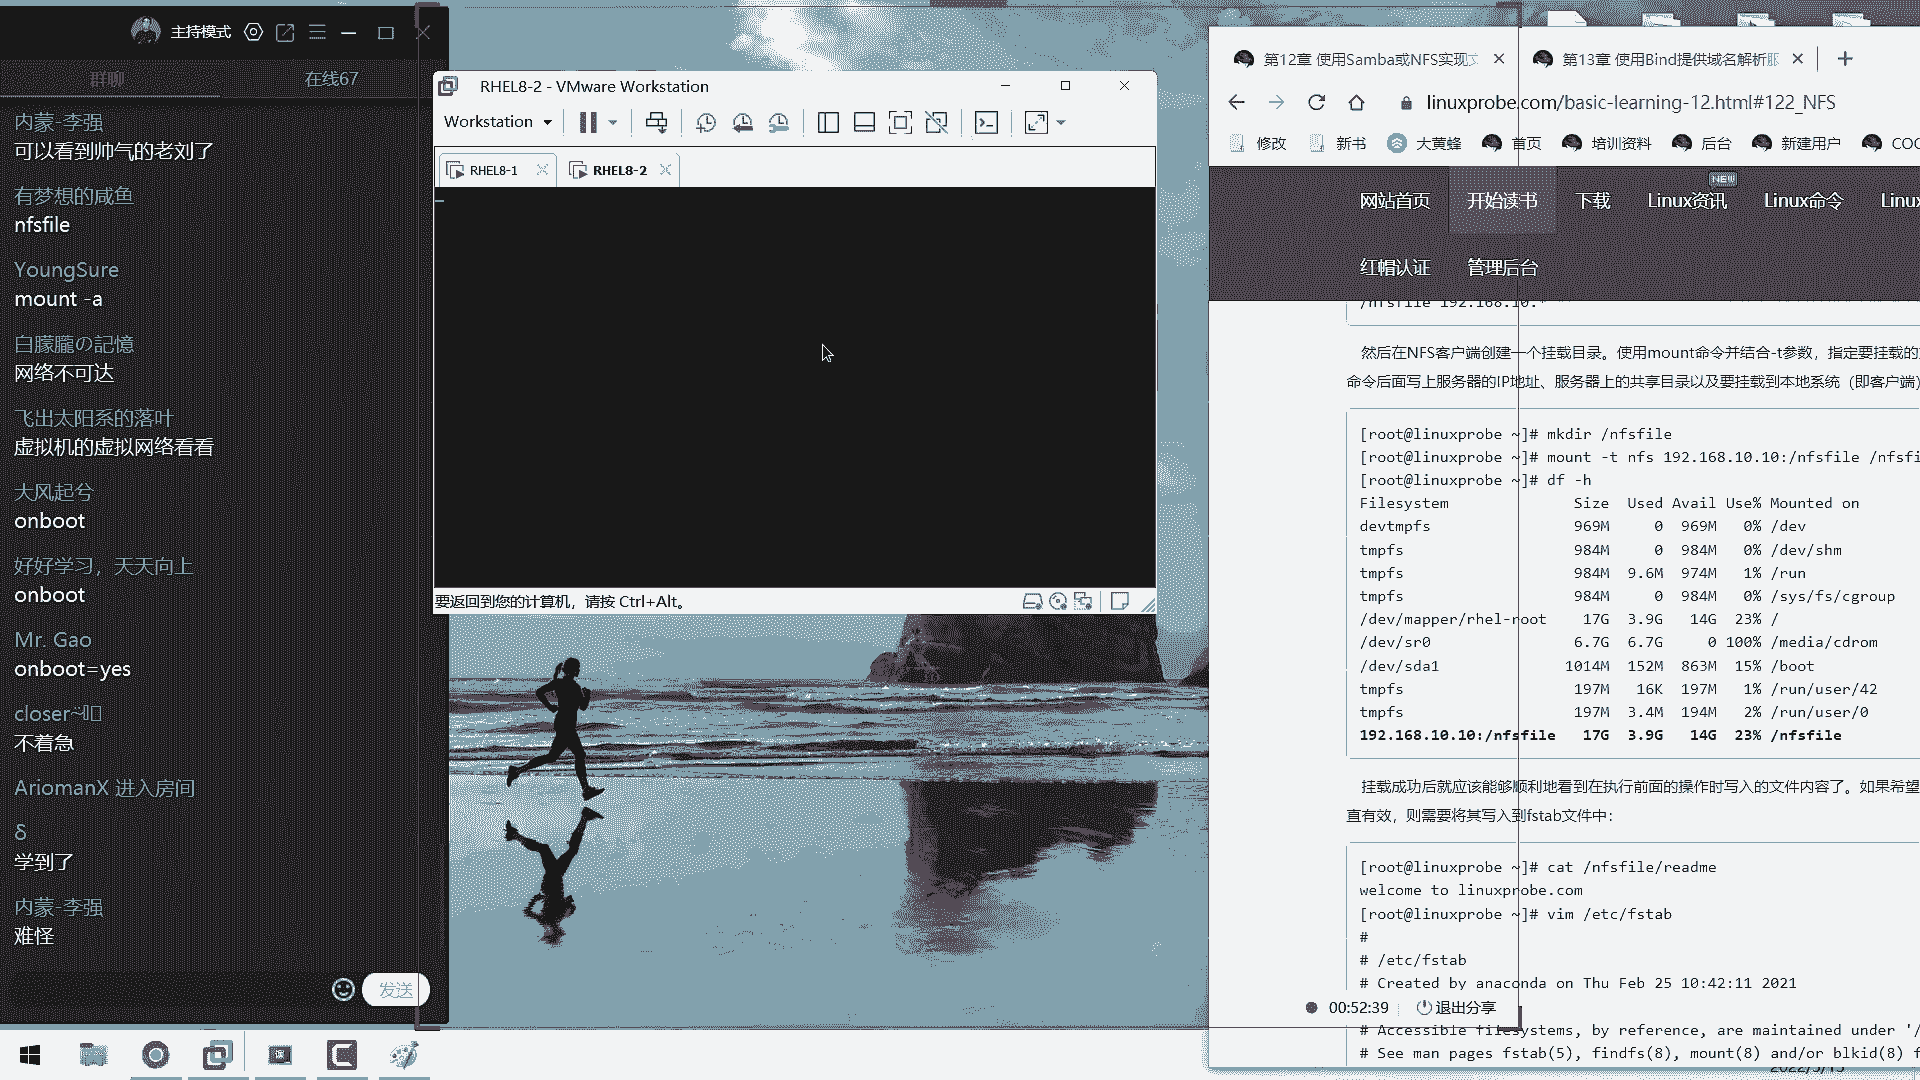 主持模式
群聊
在线67
内蒙-李强
可以看到帅气的老刘了
有梦想的咸鱼
nfsfile
YoungSure
mount -a
白朦朧の記憶
网络不可达
飞出太阳系的落叶
虚拟机的虚拟网络看看
大风起兮
onboot
好好学习，天天向上
onboot
Mr. Gao
onboot=yes
closer~
不着急
AriomanX 进入房间
δ
学到了
内蒙-李强
难怪
发送
RHEL8-2 - VMware Workstation
Workstation
RHEL8-1
RHEL8-2
要返回到您的计算机，请按 Ctrl+Alt。
第12章 使用Samba或NFS实现文
第13章 使用Bind提供域名解析服
linuxprobe.com/basic-learning-12.html#122_NFS
修改
新书
大黄蜂
首页
培训资料
后台
新建用户
网站首页
开始读书
下载
Linux资讯
NEW
Linux命令
红帽认证
管理后台
/nfsfile 192.168.10.*
然后在NFS客户端创建一个挂载目录。使用mount命令并结合-t参数，指定要挂载的
命令后面写上服务器的IP地址、服务器上的共享目录以及要挂载到本地系统（即客户端）
[root@linuxprobe ~]# mkdir /nfsfile
[root@linuxprobe ~]# mount -t nfs 192.168.10.10:/nfsfile /nfsfi
[root@linuxprobe ~]# df -h
Filesystem Size Used Avail Use% Mounted on
devtmpfs 969M 0 969M 0% /dev
tmpfs 984M 0 984M 0% /dev/shm
tmpfs 984M 9.6M 974M 1% /run
tmpfs 984M 0 984M 0% /sys/fs/cgroup
/dev/mapper/rhel-root 17G 3.9G 14G 23% /
/dev/sr0 6.7G 6.7G 0 100% /media/cdrom
/dev/sda1 1014M 152M 863M 15% /boot
tmpfs 197M 16K 197M 1% /run/user/42
tmpfs 197M 3.4M 194M 2% /run/user/0
192.168.10.10:/nfsfile 17G 3.9G 14G 23% /nfsfile
挂载成功后就应该能够顺利地看到在执行前面的操作时写入的文件内容了。如果希望
直有效，则需要将其写入到fstab文件中：
[root@linuxprobe ~]# cat /nfsfile/readme
welcome to linuxprobe.com
[root@linuxprobe ~]# vim /etc/fstab
#
# /etc/fstab
# Created by anaconda on Thu Feb 25 10:42:11 2021
00:52:39
退出分享
# Accessible filesystems, by reference, are maintained under '/
# See man pages fstab(5), findfs(8), mount(8) and/or blkid(8) f